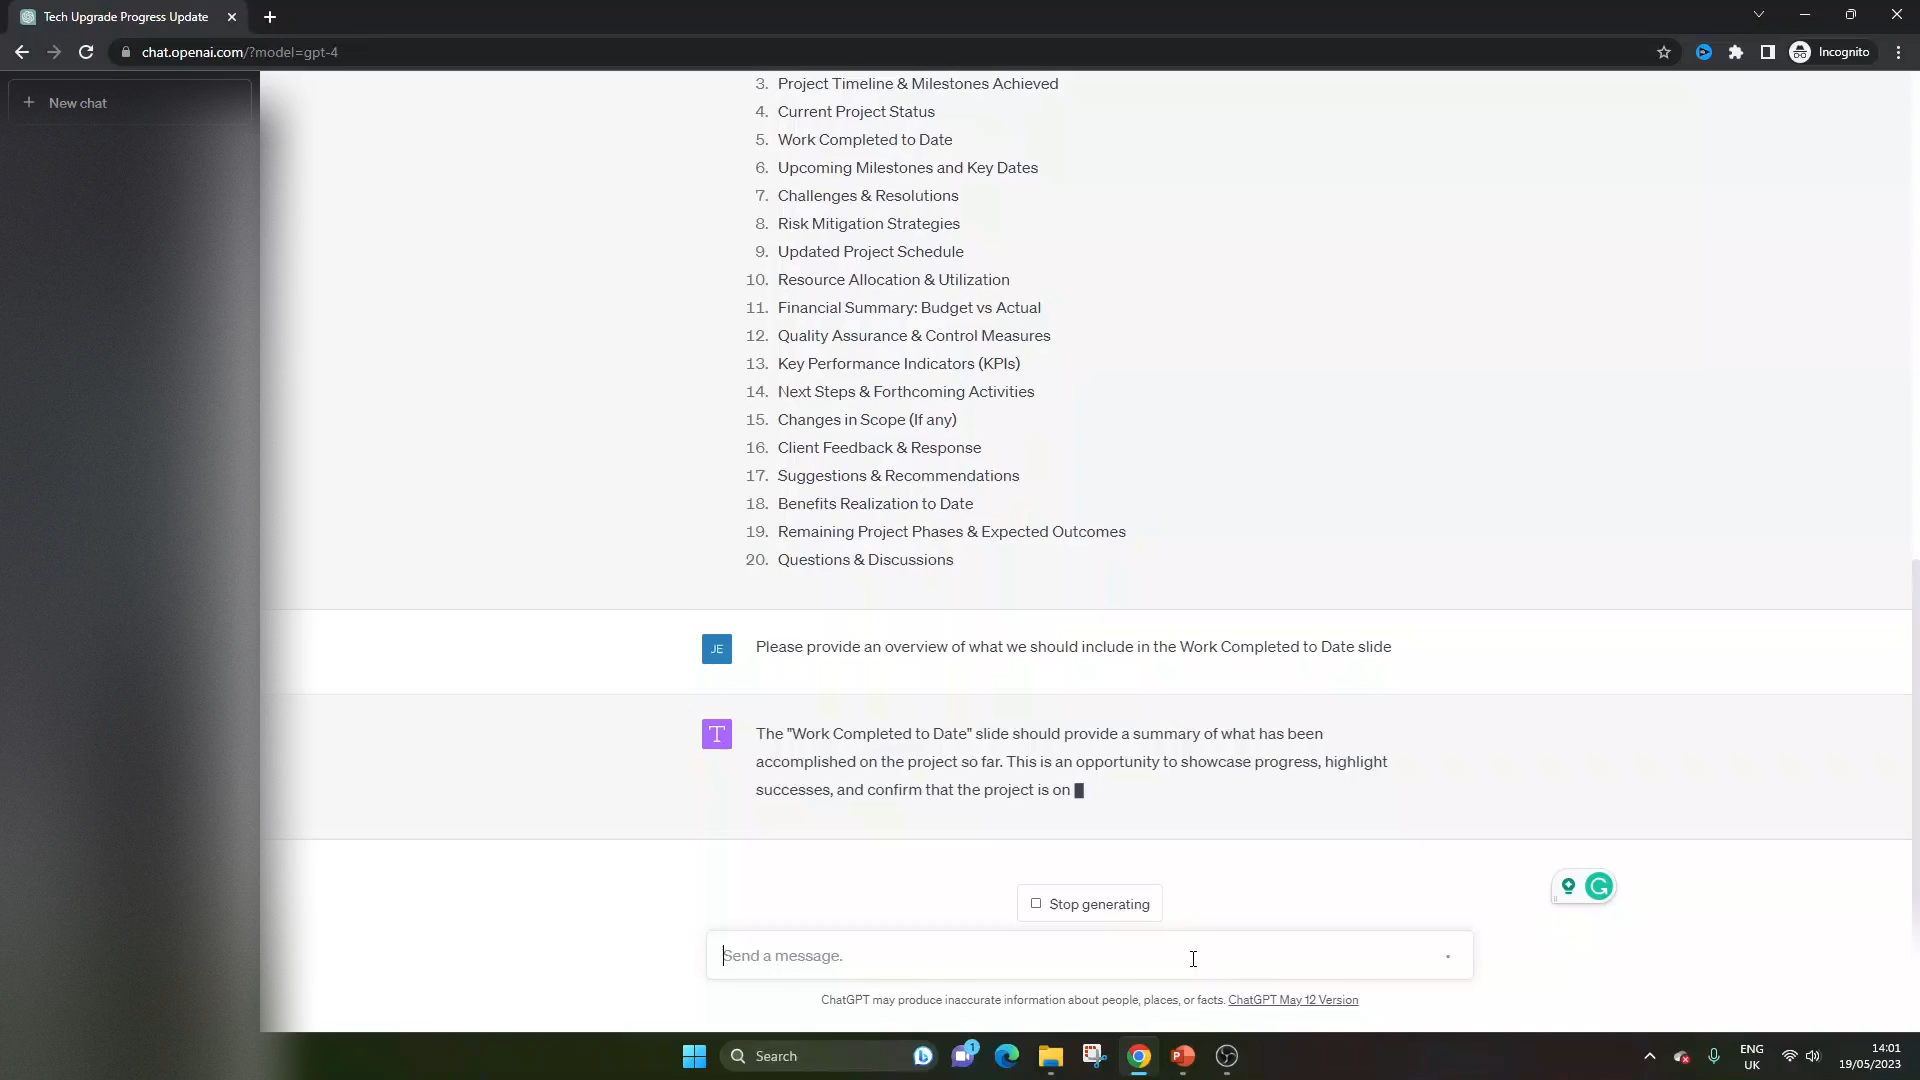 Tech Upgrade Progress Update
chat.openai.com/?model=gpt-4
Incognito
New chat
3. Project Timeline & Milestones Achieved
4. Current Project Status
5. Work Completed to Date
6. Upcoming Milestones and Key Dates
7. Challenges & Resolutions
8. Risk Mitigation Strategies
9. Updated Project Schedule
10. Resource Allocation & Utilization
11. Financial Summary: Budget vs Actual
12. Quality Assurance & Control Measures
13. Key Performance Indicators (KPIs)
14. Next Steps & Forthcoming Activities
15. Changes in Scope (If any)
16. Client Feedback & Response
17. Suggestions & Recommendations
18. Benefits Realization to Date
19. Remaining Project Phases & Expected Outcomes
20. Questions & Discussions
JE
Please provide an overview of what we should include in the Work Completed to Date slide
T
The "Work Completed to Date" slide should provide a summary of what has been
accomplished on the project so far. This is an opportunity to showcase progress, highlight
successes, and confirm that the project is on
Stop generating
Send a message.
ChatGPT may produce inaccurate information about people, places, or facts. ChatGPT May 12 Version
Search
1
ENG
UK
14:01
19/05/2023